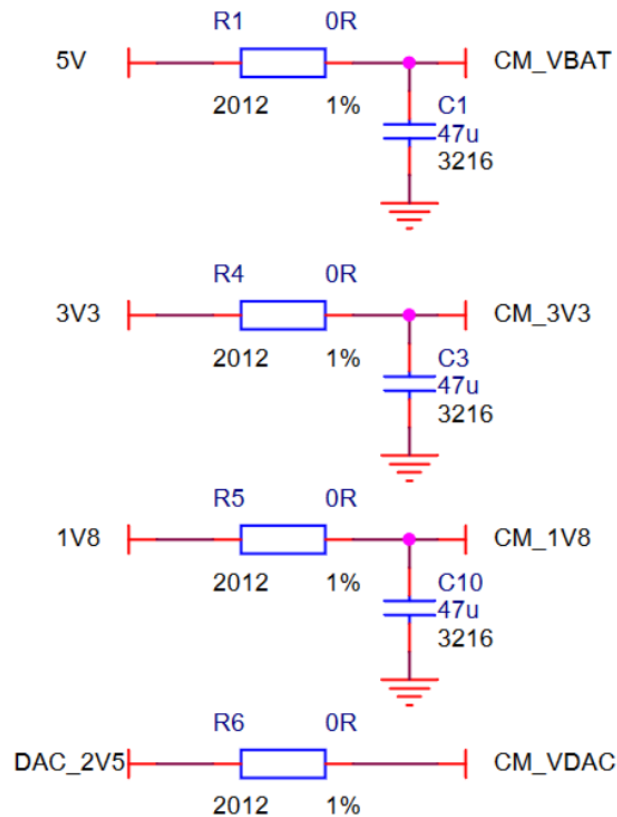 R1 0R
5V CM_VBAT
2012 1% C1
47u
3216
R4 0R
3V3 CM_3V3
2012 1% C3
47u
3216
R5 0R
1V8 CM_1V8
2012 1% C10
47u
3216
R6 0R
DAC_2V5 CM_VDAC
2012 1%